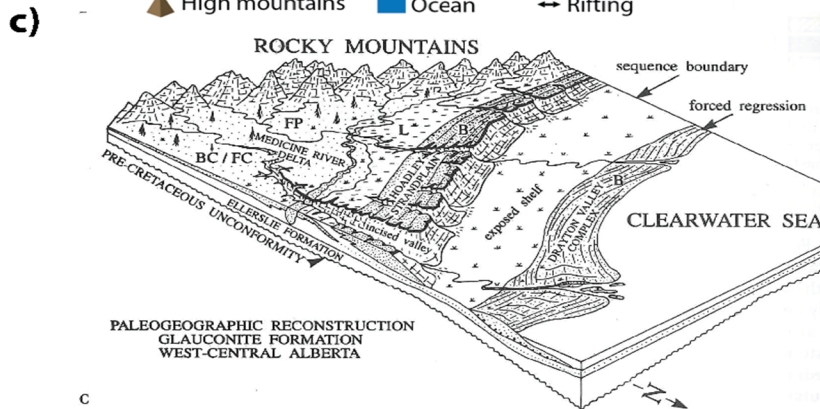 High mountains
Ocean
Rifting
c)
ROCKY MOUNTAINS
sequence boundary
forced regression
FP
L
B
MEDICINE RIVER
DELTA
BC / FC
HOADLEY
STRANDPLAIN
B
exposed shelf
DRAYTON VALLEY
COMPLEX
CLEARWATER SEA
incised valley
PRE-CRETACEOUS UNCONFORMITY
ELLERSLIE FORMATION
PALEOGEOGRAPHIC RECONSTRUCTION
GLAUCONITE FORMATION
WEST-CENTRAL ALBERTA
C
N